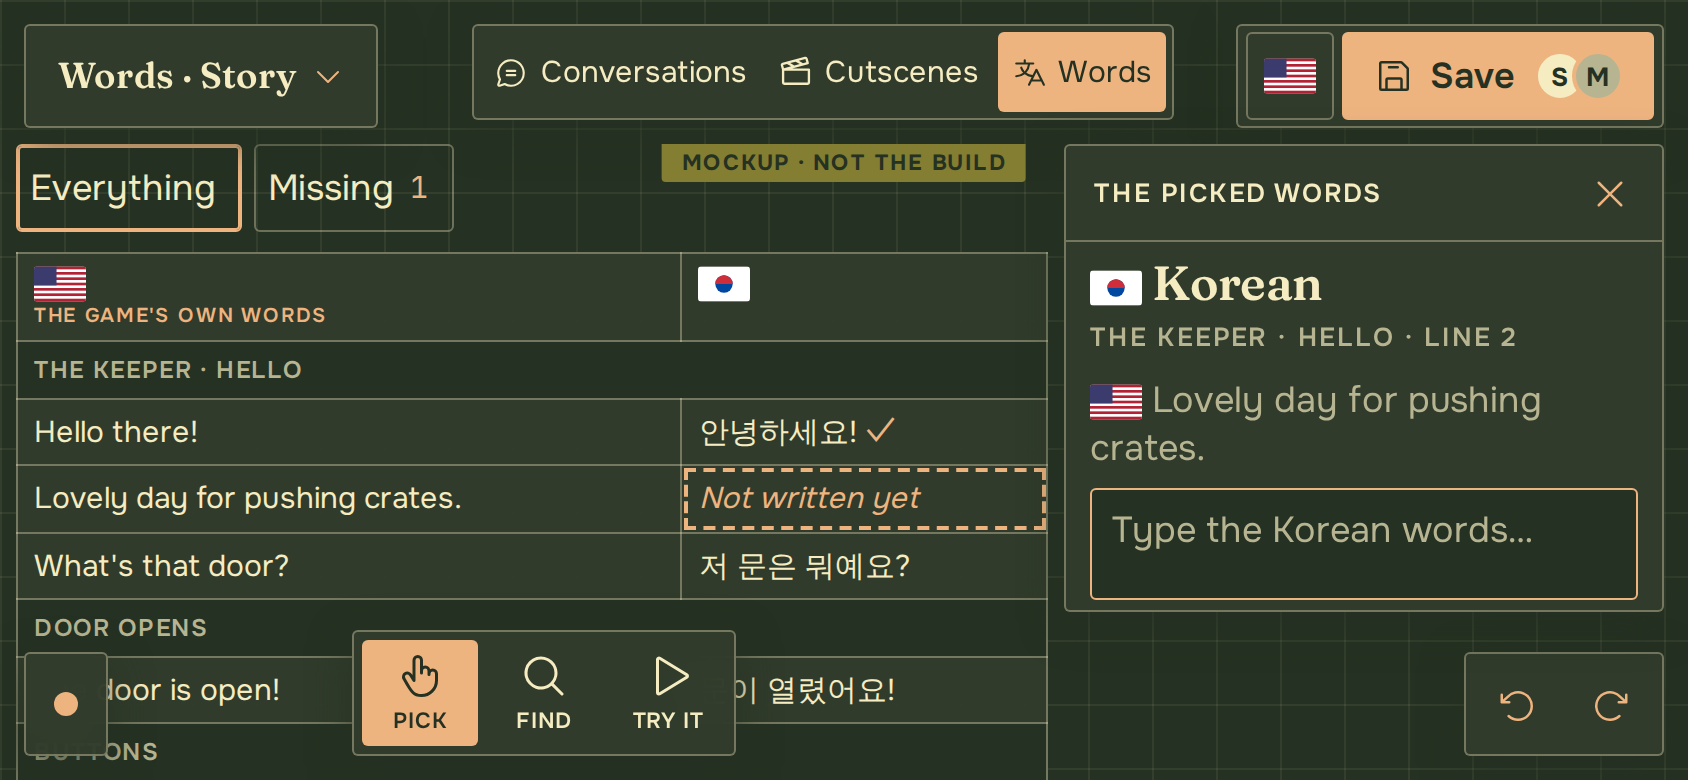 Words · Story
Conversations
Cutscenes
Words
Save
S
M
Everything
Missing 1
MOCKUP · NOT THE BUILD
THE GAME'S OWN WORDS
THE KEEPER · HELLO
Hello there!
안녕하세요!
Lovely day for pushing crates.
Not written yet
What's that door?
저 문은 뭐예요?
DOOR OPENS
door is open!
열렸어요!
PICK
FIND
TRY IT
BUTTONS
THE PICKED WORDS
Korean
THE KEEPER · HELLO · LINE 2
Lovely day for pushing
crates.
Type the Korean words...